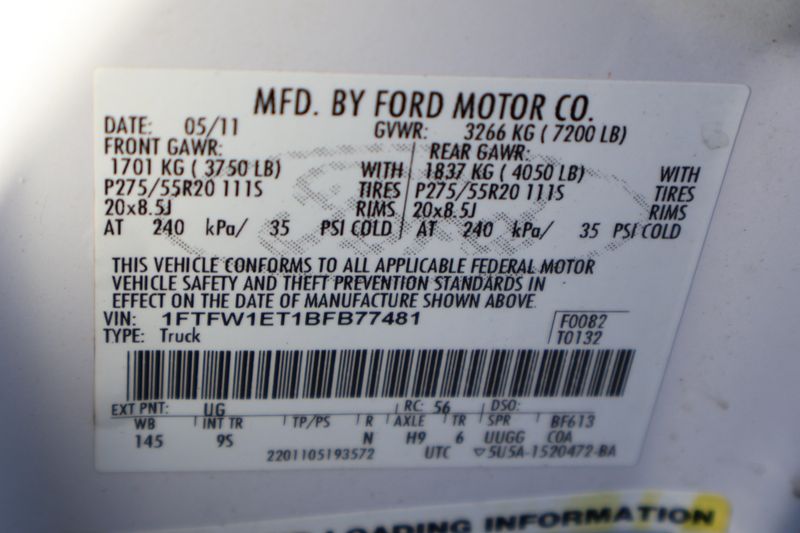 MFD. BY FORD MOTOR CO.
DATE: 05/11 GVWR: 3266 KG ( 7200 LB)
FRONT GAWR: REAR GAWR:
1701 KG ( 3750 LB) WITH 1837 KG ( 4050 LB) WITH
P275/55R20 111S TIRES P275/55R20 111S TIRES
20x8.5J RIMS 20x8.5J RIMS
AT 240 kPa/ 35 PSI COLD AT 240 kPa/ 35 PSI COLD
THIS VEHICLE CONFORMS TO ALL APPLICABLE FEDERAL MOTOR
VEHICLE SAFETY AND THEFT PREVENTION STANDARDS IN
EFFECT ON THE DATE OF MANUFACTURE SHOWN ABOVE.
VIN: 1FTFW1ET1BFB77481 F0082
TYPE: Truck T0132
EXT PNT: UG RC: 56 DSO:
WB INT TR TP/PS R AXLE TR SPR BF613
145 9S N H9 6 UUGG COA
2201105193572 UTC ▽5U5A-1520472-BA
LOADING INFORMATION